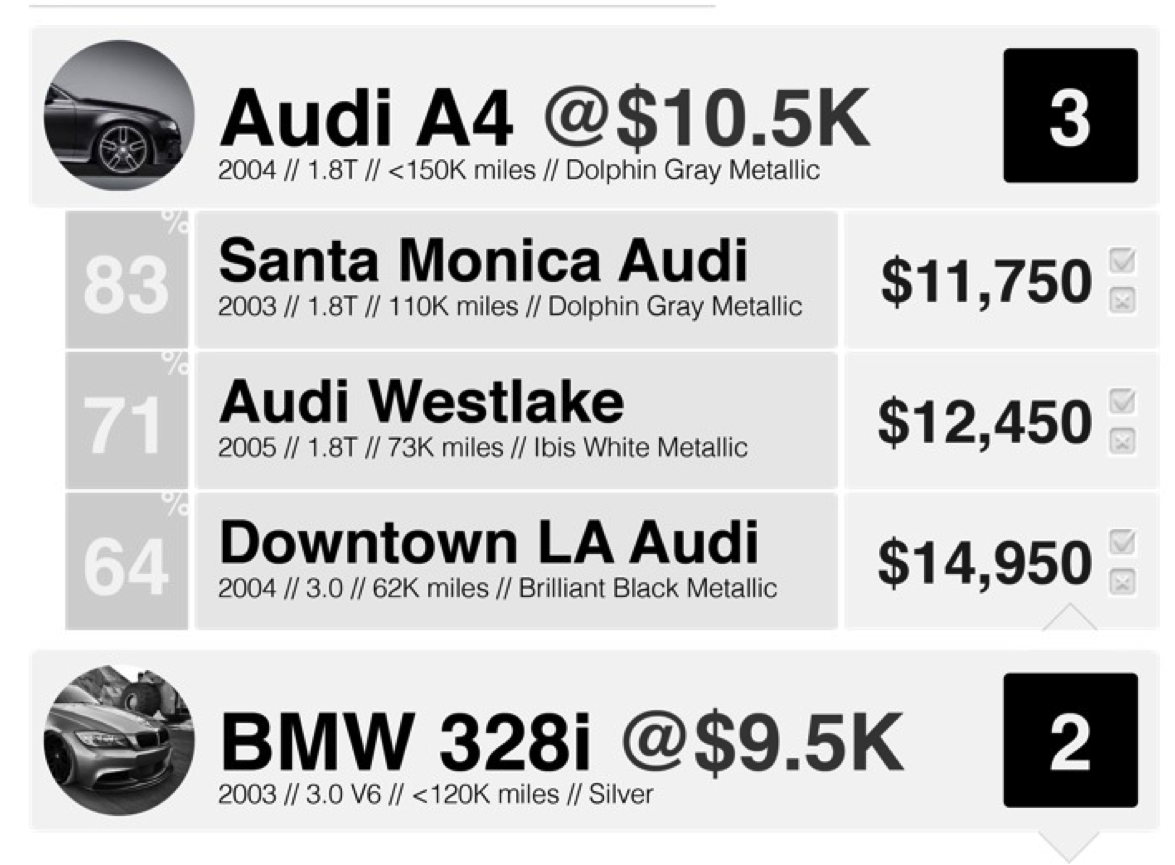 Audi A4 @$10.5K
3
2004 // 1.8T // <150K miles // Dolphin Gray Metallic
83%
Santa Monica Audi
2003 // 1.8T // 110K miles // Dolphin Gray Metallic
$11,750
71%
Audi Westlake
2005 // 1.8T // 73K miles // Ibis White Metallic
$12,450
64%
Downtown LA Audi
2004 // 3.0 // 62K miles // Brilliant Black Metallic
$14,950
BMW 328i @$9.5K
2
2003 // 3.0 V6 // <120K miles // Silver